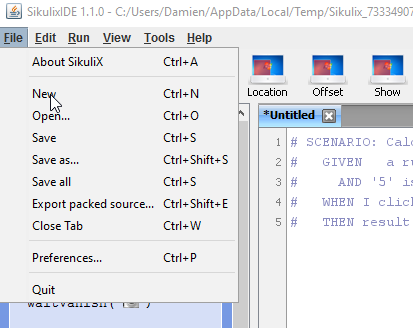 SikulixIDE 1.1.0 - C:/Users/Damien/AppData/Local/Temp/Sikulix_73334907
File Edit Run View Tools Help
About SikuliX Ctrl+A
New Ctrl+N
Open... Ctrl+O
Save Ctrl+S
Save as... Ctrl+Shift+S
Save all Ctrl+S
Export packed source... Ctrl+Shift+E
Close Tab Ctrl+W
Preferences... Ctrl+P
Quit
waitVanish( )
Location Offset Show
*Untitled
1 # SCENARIO: Calc
2 # GIVEN a ru
3 # AND '5' is
4 # WHEN I click
5 # THEN result